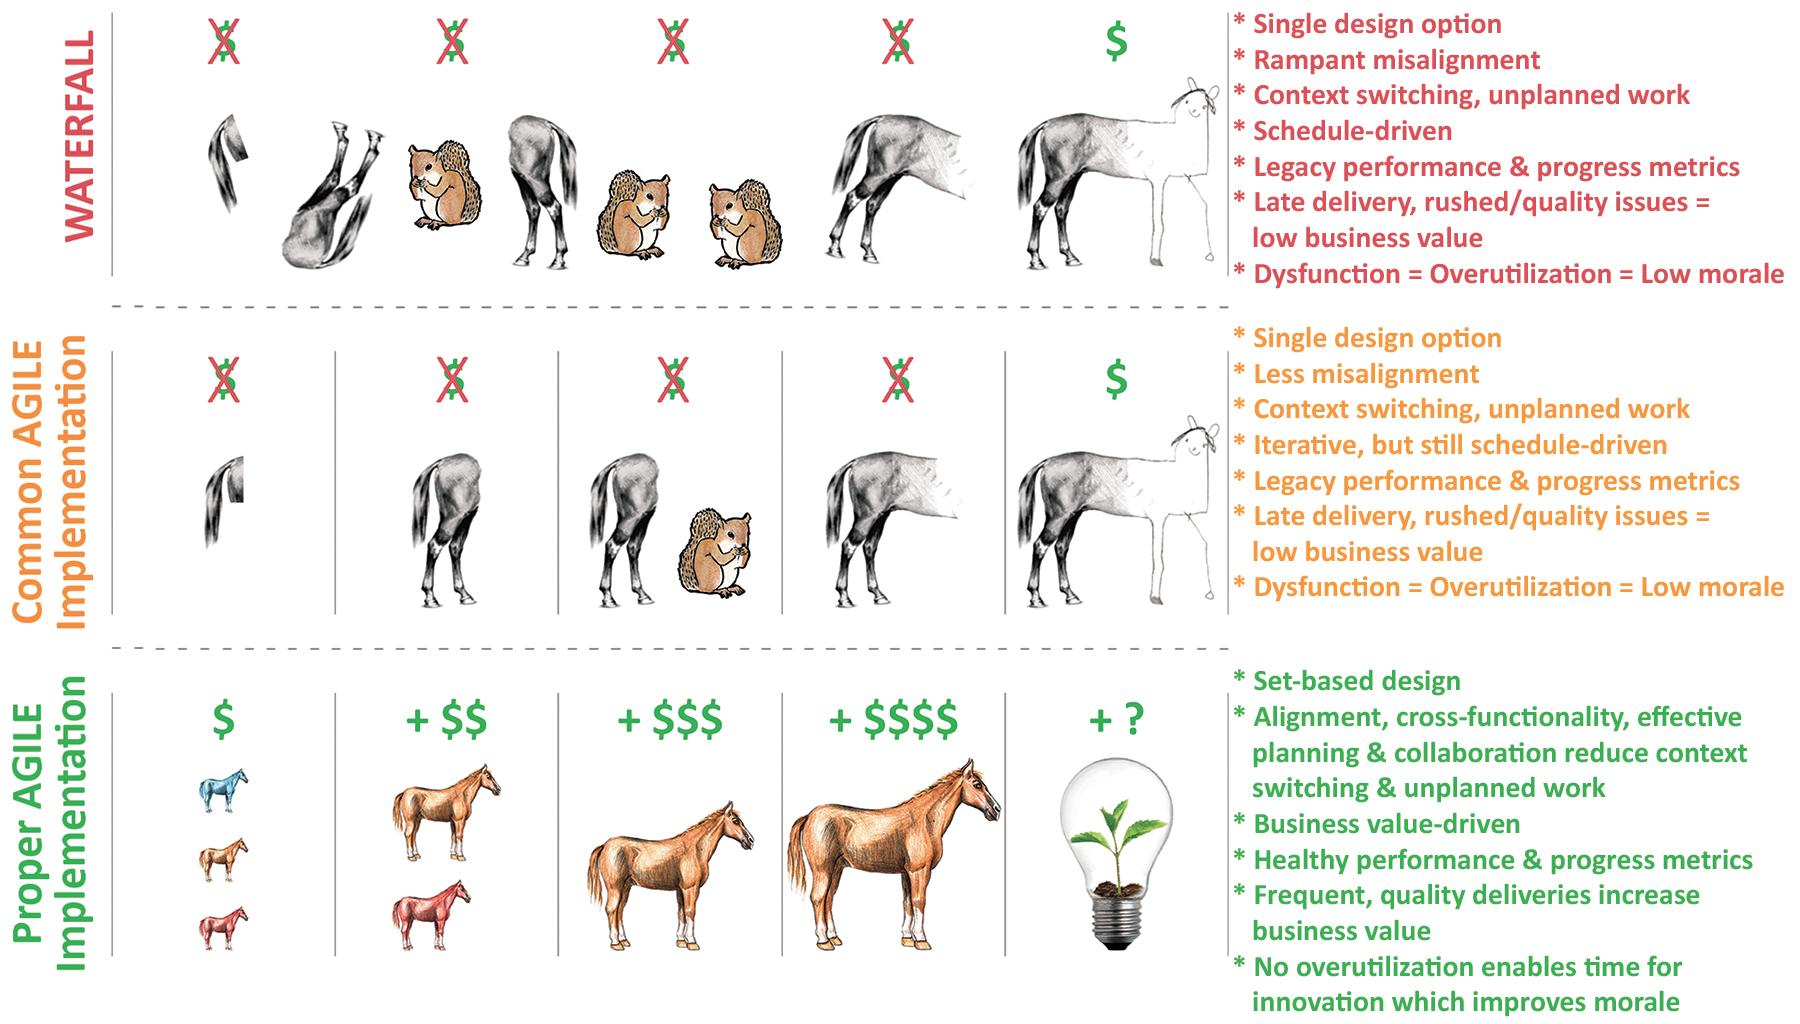 WATERFALL
$ $ $ $ $
* Single design option
* Rampant misalignment
* Context switching, unplanned work
* Schedule-driven
* Legacy performance & progress metrics
* Late delivery, rushed/quality issues =
low business value
* Dysfunction = Overutilization = Low morale
Common AGILE
Implementation
$ $ $ $ $
* Single design option
* Less misalignment
* Context switching, unplanned work
* Iterative, but still schedule-driven
* Legacy performance & progress metrics
* Late delivery, rushed/quality issues =
low business value
* Dysfunction = Overutilization = Low morale
Proper AGILE
Implementation
$ + $$ + $$$ + $$$$ + ?
* Set-based design
* Alignment, cross-functionality, effective
planning & collaboration reduce context
switching & unplanned work
* Business value-driven
* Healthy performance & progress metrics
* Frequent, quality deliveries increase
business value
* No overutilization enables time for
innovation which improves morale